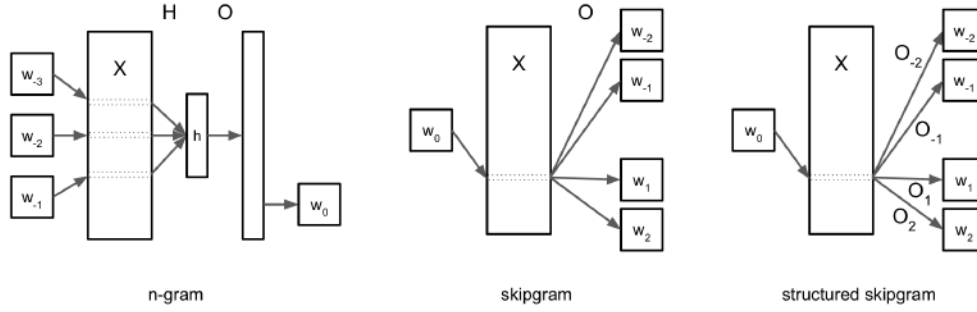 H O
X
w-3
w-2
w-1
h
w0
n-gram
O
X
w0
w-2
w-1
w1
w2
skipgram
X
w0
O-2
O-1
O1
O2
w-2
w-1
w1
w2
structured skipgram